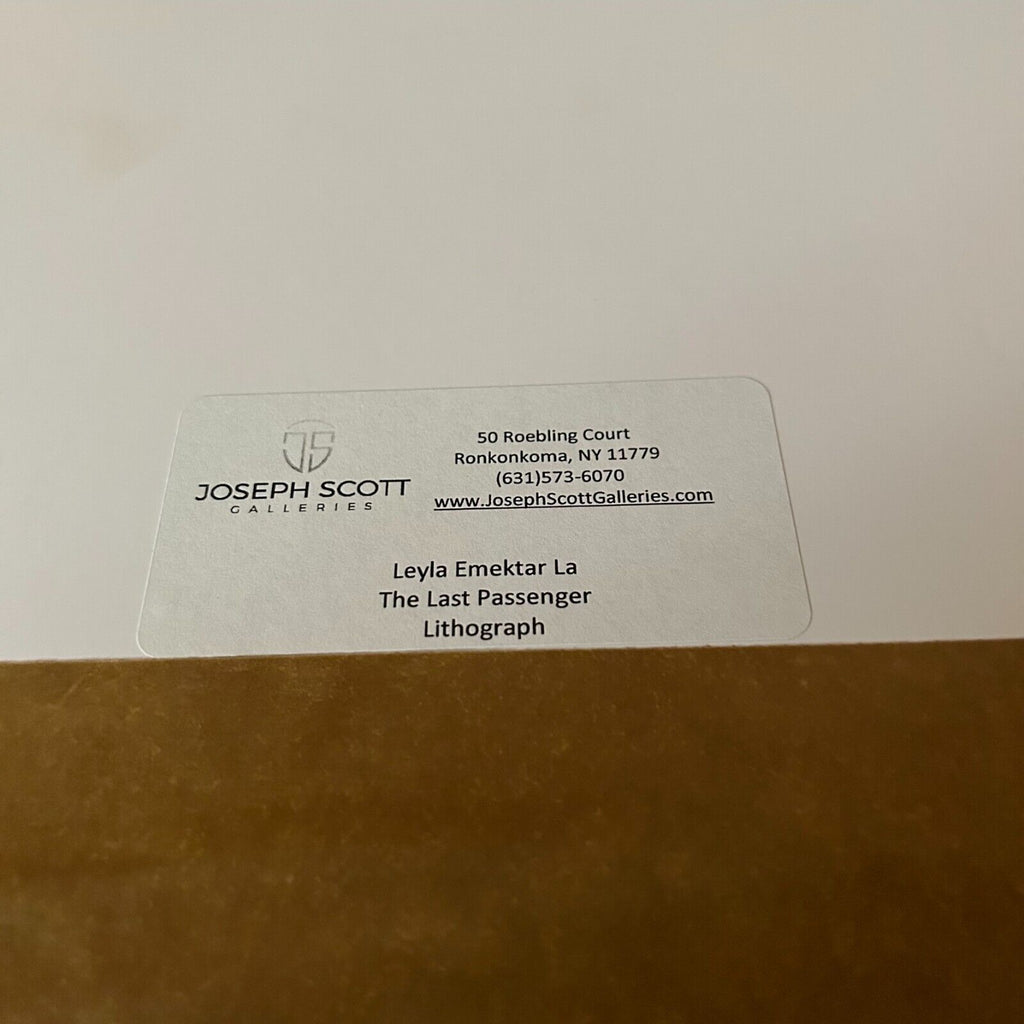 JS
JOSEPH SCOTT
GALLERIES
50 Roebling Court
Ronkonkoma, NY 11779
(631)573-6070
www.JosephScottGalleries.com
Leyla Emektar La
The Last Passenger
Lithograph